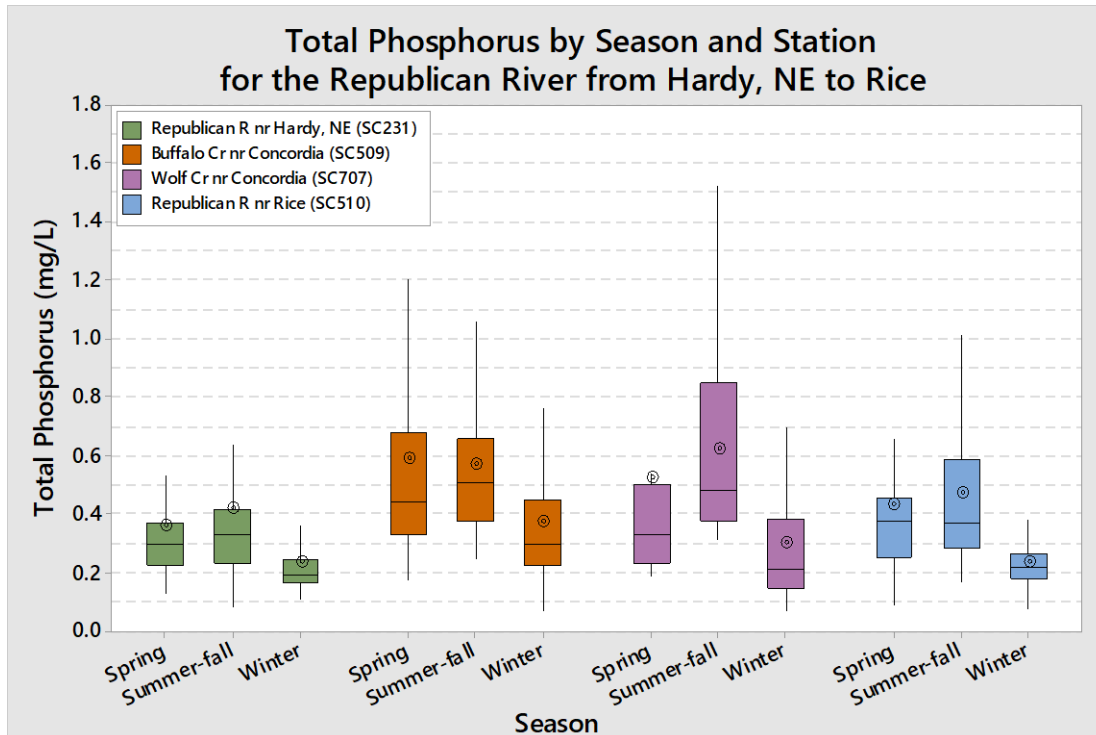 Total Phosphorus by Season and Station
for the Republican River from Hardy, NE to Rice
Republican R nr Hardy, NE (SC231)
Buffalo Cr nr Concordia (SC509)
Wolf Cr nr Concordia (SC707)
Republican R nr Rice (SC510)
Total Phosphorus (mg/L)
1.8
1.6
1.4
1.2
1.0
0.8
0.6
0.4
0.2
0.0
Spring
Summer-fall
Winter
Spring
Summer-fall
Winter
Spring
Summer-fall
Winter
Spring
Summer-fall
Winter
Season